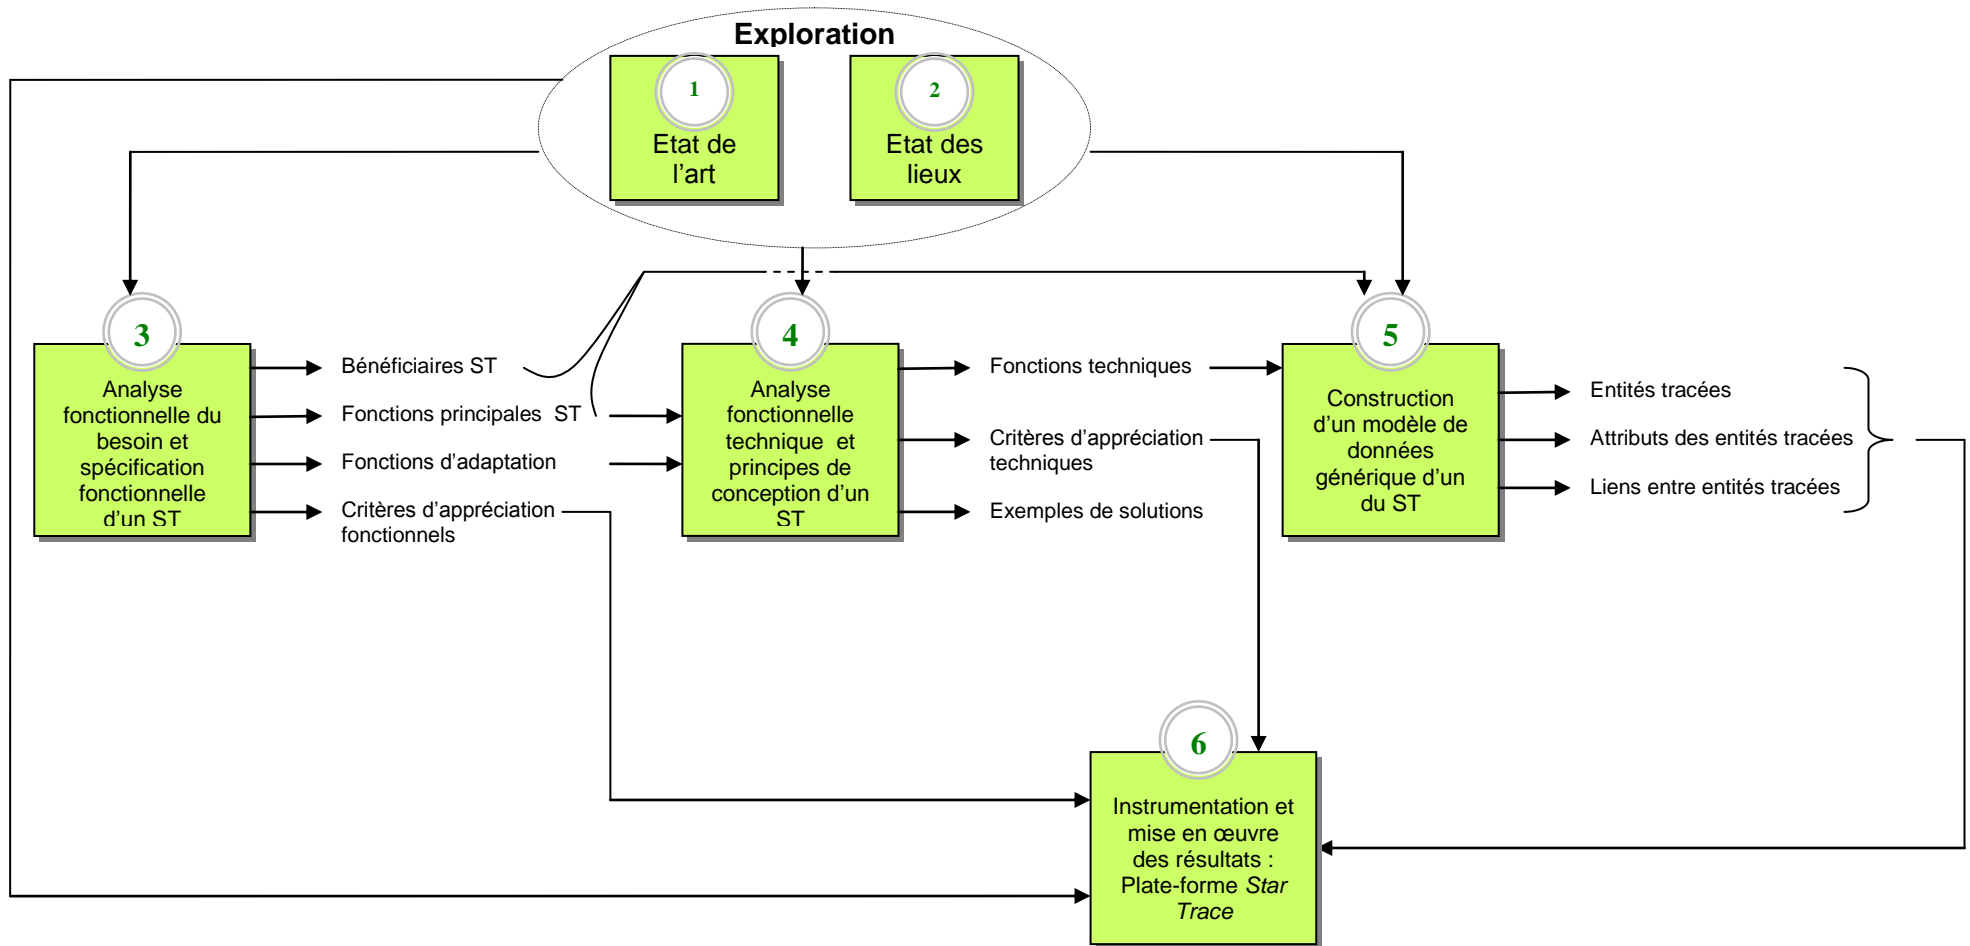 Exploration
1
Etat de
l’art
2
Etat des
lieux
3
Analyse
fonctionnelle du
besoin et
spécification
fonctionnelle
d’un ST
Bénéficiaires ST
Fonctions principales ST
Fonctions d’adaptation
Critères d’appréciation
fonctionnels
4
Analyse
fonctionnelle
technique et
principes de
conception d’un
ST
Fonctions techniques
Critères d’appréciation
techniques
Exemples de solutions
5
Construction
d’un modèle de
données
générique d’un
du ST
Entités tracées
Attributs des entités tracées
Liens entre entités tracées
6
Instrumentation et
mise en œuvre
des résultats :
Plate-forme Star
Trace